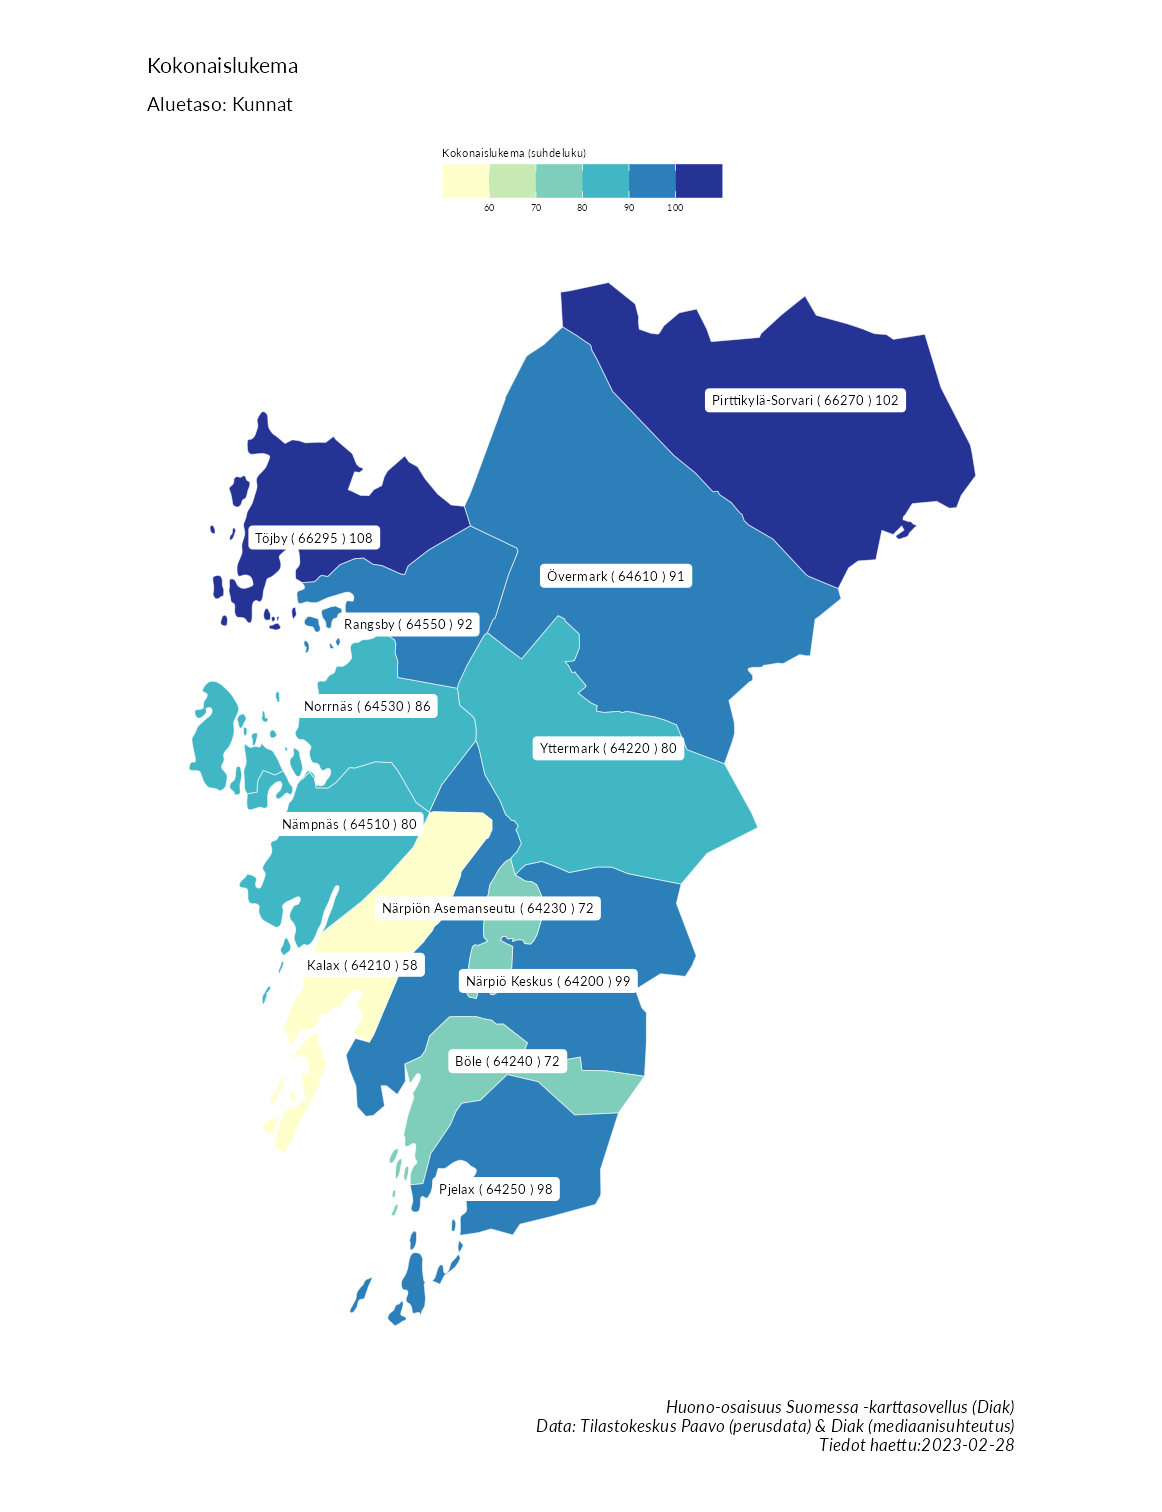 Kokonaislukema
Aluetaso: Kunnat
Kokonaislukema (suhdeluku)
60 70 80 90 100
Pirttikylä-Sorvari ( 66270 ) 102
Töjby ( 66295 ) 108
Övermark ( 64610 ) 91
Rangsby ( 64550 ) 92
Norrnäs ( 64530 ) 86
Yttermark ( 64220 ) 80
Nämpnäs ( 64510 ) 80
Närpiön Asemanseutu ( 64230 ) 72
Kalax ( 64210 ) 58
Närpiö Keskus ( 64200 ) 99
Böle ( 64240 ) 72
Pjelax ( 64250 ) 98
Huono-osaisuus Suomessa -karttasovellus (Diak)
Data: Tilastokeskus Paavo (perusdata) & Diak (mediaanisuhteutus)
Tiedot haettu:2023-02-28